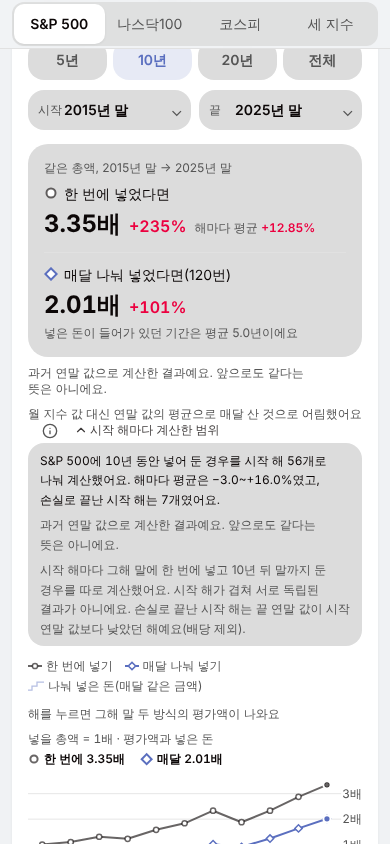 S&P 500
나스닥100
코스피
세 지수
5년
10년
20년
전체
시작 2015년 말
끝 2025년 말
같은 총액, 2015년 말 → 2025년 말
한 번에 넣었다면
3.35배 +235% 해마다 평균 +12.85%
매달 나눠 넣었다면(120번)
2.01배 +101%
넣은 돈이 들어가 있던 기간은 평균 5.0년이에요
과거 연말 값으로 계산한 결과예요. 앞으로도 같다는
뜻은 아니에요.
월 지수 값 대신 연말 값의 평균으로 매달 산 것으로 어림했어요
시작 해마다 계산한 범위
S&P 500에 10년 동안 넣어 둔 경우를 시작 해 56개로
나눠 계산했어요. 해마다 평균은 −3.0~+16.0%였고,
손실로 끝난 시작 해는 7개였어요.
과거 연말 값으로 계산한 결과예요. 앞으로도 같다는
뜻은 아니에요.
시작 해마다 그해 말에 한 번에 넣고 10년 뒤 말까지 둔
경우를 따로 계산했어요. 시작 해가 겹쳐 서로 독립된
결과가 아니에요. 손실로 끝난 시작 해는 끝 연말 값이 시작
연말 값보다 낮았던 해예요(배당 제외).
한 번에 넣기 매달 나눠 넣기
나눠 넣은 돈(매달 같은 금액)
해를 누르면 그해 말 두 방식의 평가액이 나와요
넣을 총액 = 1배 · 평가액과 넣은 돈
한 번에 3.35배 매달 2.01배
3배
2배